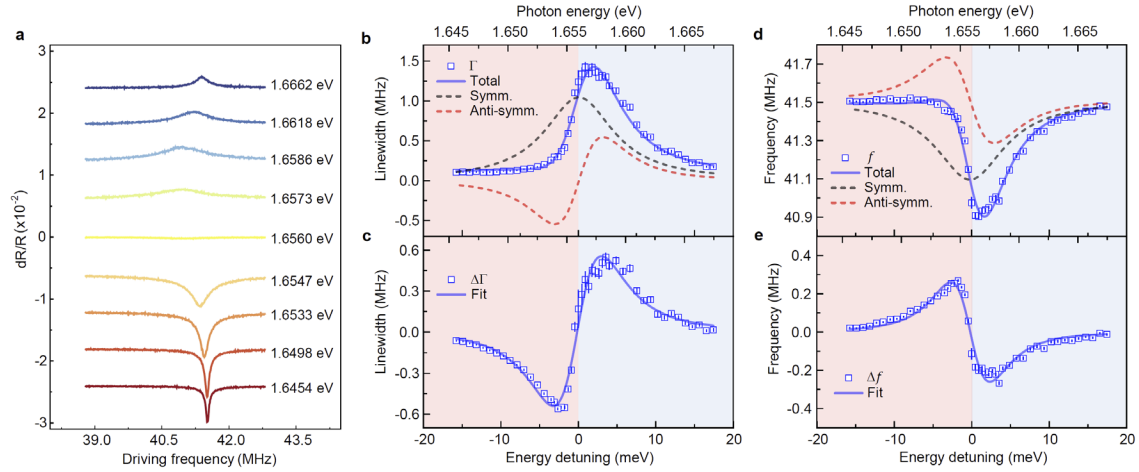 a
3
2
1
0
-1
-2
-3
dR/R (x10-2)
1.6662 eV
1.6618 eV
1.6586 eV
1.6573 eV
1.6560 eV
1.6547 eV
1.6533 eV
1.6498 eV
1.6454 eV
39.0 40.5 42.0 43.5
Driving frequency (MHz)
Photon energy (eV)
1.645 1.650 1.655 1.660 1.665
b
Γ
Total
Symm.
Anti-symm.
1.5
1.0
0.5
0.0
-0.5
Linewidth (MHz)
c
ΔΓ
Fit
0.6
0.3
0.0
-0.3
-0.6
Linewidth (MHz)
-20 -10 0 10 20
Energy detuning (meV)
Photon energy (eV)
1.645 1.650 1.655 1.660 1.665
d
f
Total
Symm.
Anti-symm.
41.7
41.5
41.3
41.1
40.9
Frequency (MHz)
e
Δf
Fit
0.4
0.2
0.0
-0.2
-0.4
Frequency (MHz)
-20 -10 0 10 20
Energy detuning (meV)